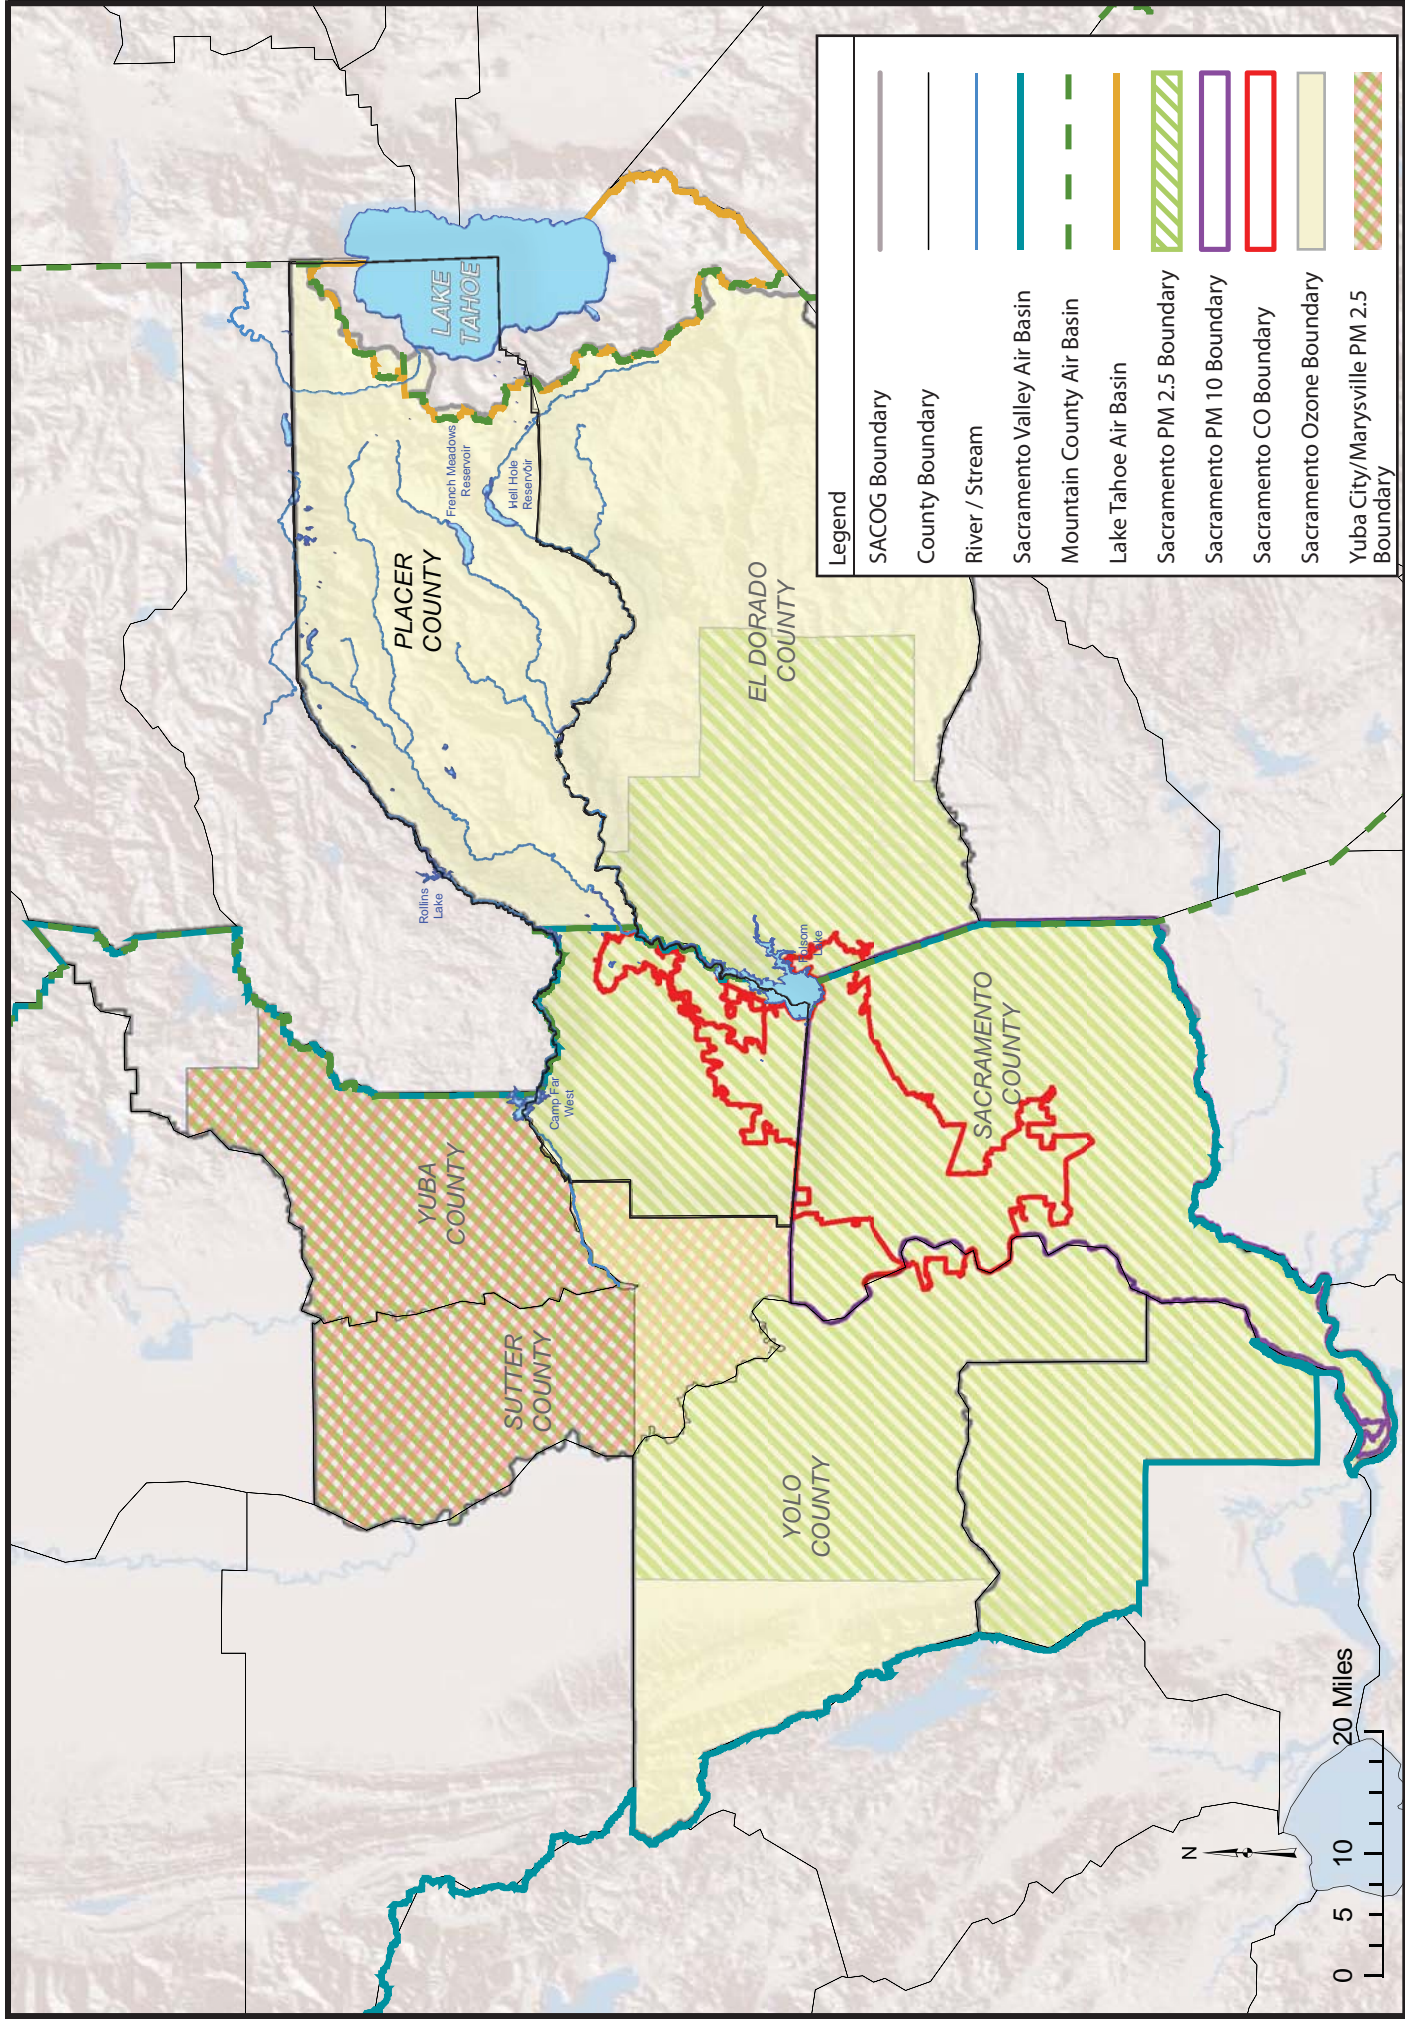 LAKE
TAHOE
French Meadows
Reservoir
Hell Hole
Reservoir
PLACER
COUNTY
EL DORADO
COUNTY
Rollins
Lake
Folsom
Lake
Camp Far
West
YUBA
COUNTY
SUTTER
COUNTY
SACRAMENTO
COUNTY
YOLO
COUNTY
N
0 5 10 20 Miles
Legend
SACOG Boundary
County Boundary
River / Stream
Sacramento Valley Air Basin
Mountain County Air Basin
Lake Tahoe Air Basin
Sacramento PM 2.5 Boundary
Sacramento PM 10 Boundary
Sacramento CO Boundary
Sacramento Ozone Boundary
Yuba City/Marysville PM 2.5
Boundary